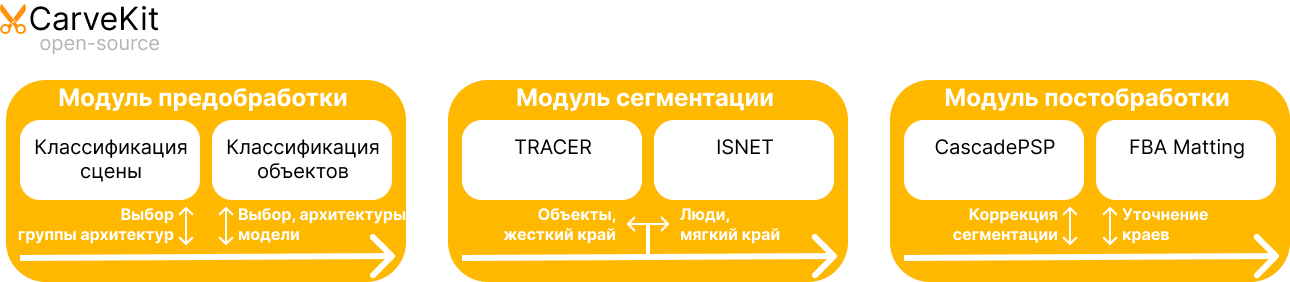 CarveKit
open-source
Модуль предобработки
Классификация
сцены
Классификация
объектов
Выбор
группы архитектур
Выбор, архитектуры
модели
Модуль сегментации
TRACER
ISNET
Объекты,
жесткий край
Люди,
мягкий край
Модуль постобработки
CascadePSP
FBA Matting
Коррекция
сегментации
Уточнение
краев